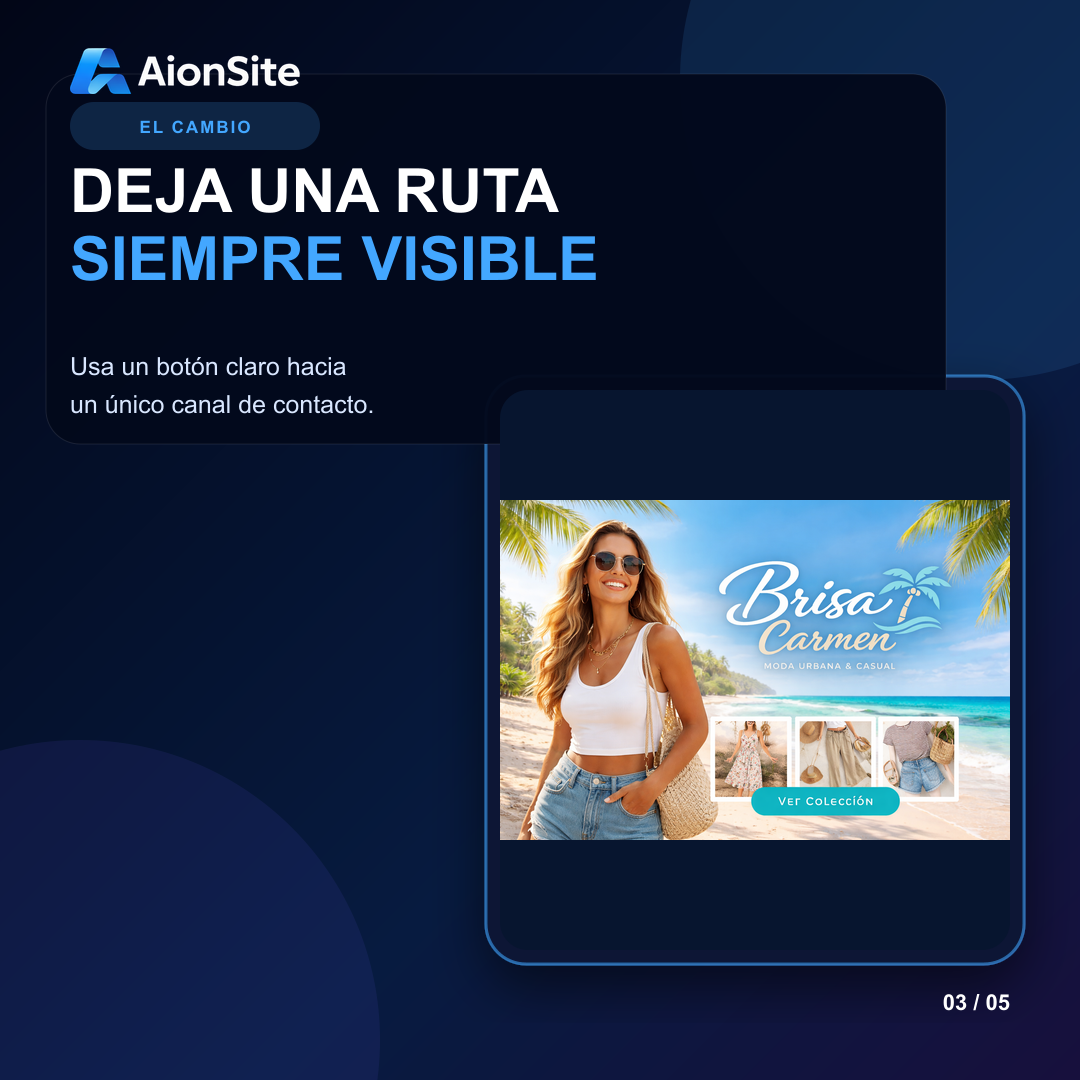 AionSite
EL CAMBIO
DEJA UNA RUTA
SIEMPRE VISIBLE
Usa un botón claro hacia
un único canal de contacto.
Brisa
Carmen
MODA URBANA & CASUAL
Ver Colección
03 / 05